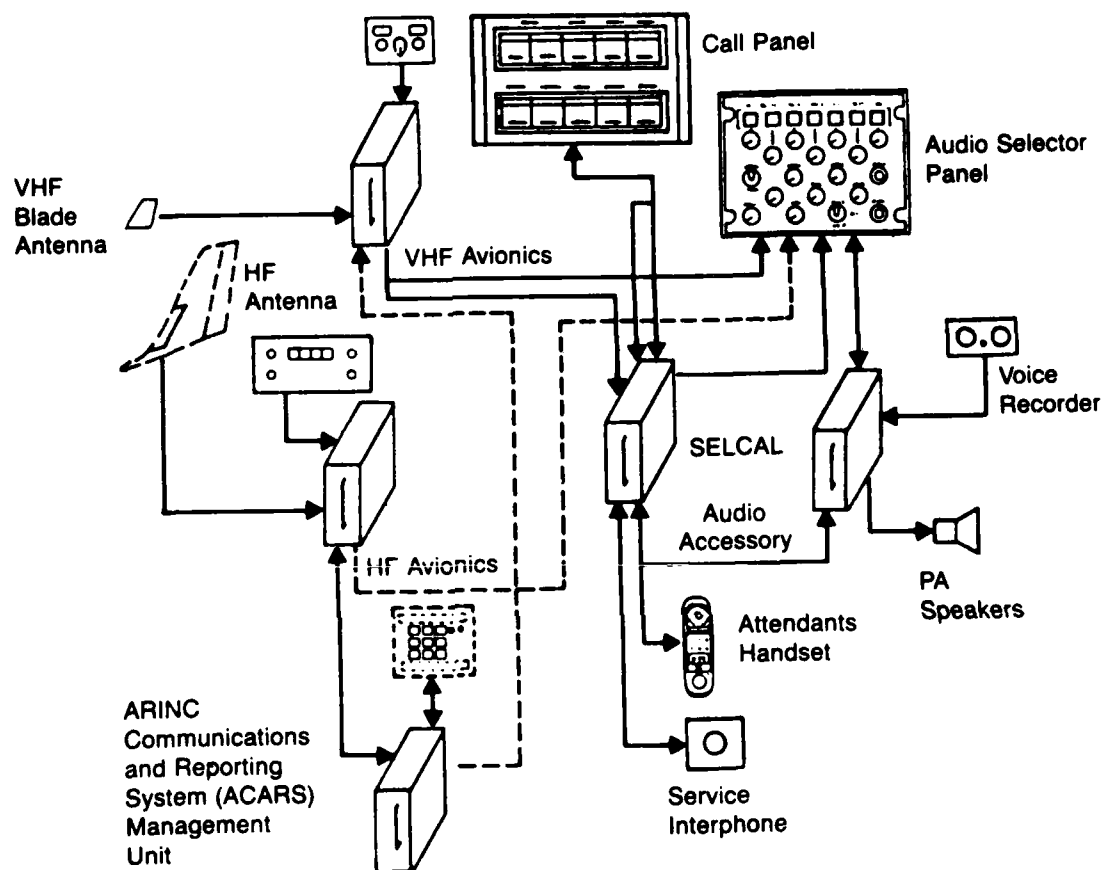 Call Panel
Audio Selector
Panel
VHF
Blade
Antenna
VHF Avionics
HF
Antenna
Voice
Recorder
SELCAL
Audio
Accessory
HF Avionics
PA
Speakers
Attendants
Handset
ARINC
Communications
and Reporting
System (ACARS)
Management
Unit
Service
Interphone